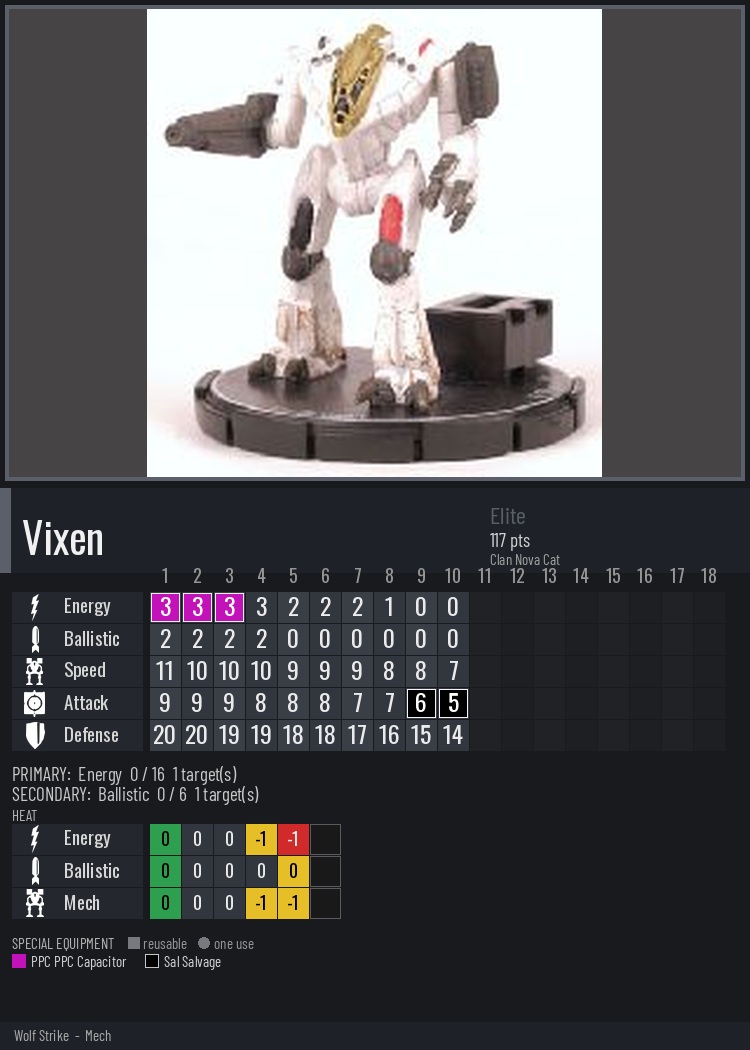 Vixen
Elite
117 pts
Clan Nova Cat
1 2 3 4 5 6 7 8 9 10 11 12 13 14 15 16 17 18
Energy 3 3 3 3 2 2 2 1 0 0
Ballistic 2 2 2 2 0 0 0 0 0 0
Speed 11 10 10 10 9 9 9 8 8 7
Attack 9 9 9 8 8 8 7 7 6 5
Defense 20 20 19 19 18 18 17 16 15 14
PRIMARY: Energy 0 / 16 1 target(s)
SECONDARY: Ballistic 0 / 6 1 target(s)
HEAT
Energy 0 0 0 -1 -1
Ballistic 0 0 0 0 0
Mech 0 0 0 -1 -1
SPECIAL EQUIPMENT reusable one use
PPC PPC Capacitor Sal Salvage
Wolf Strike - Mech